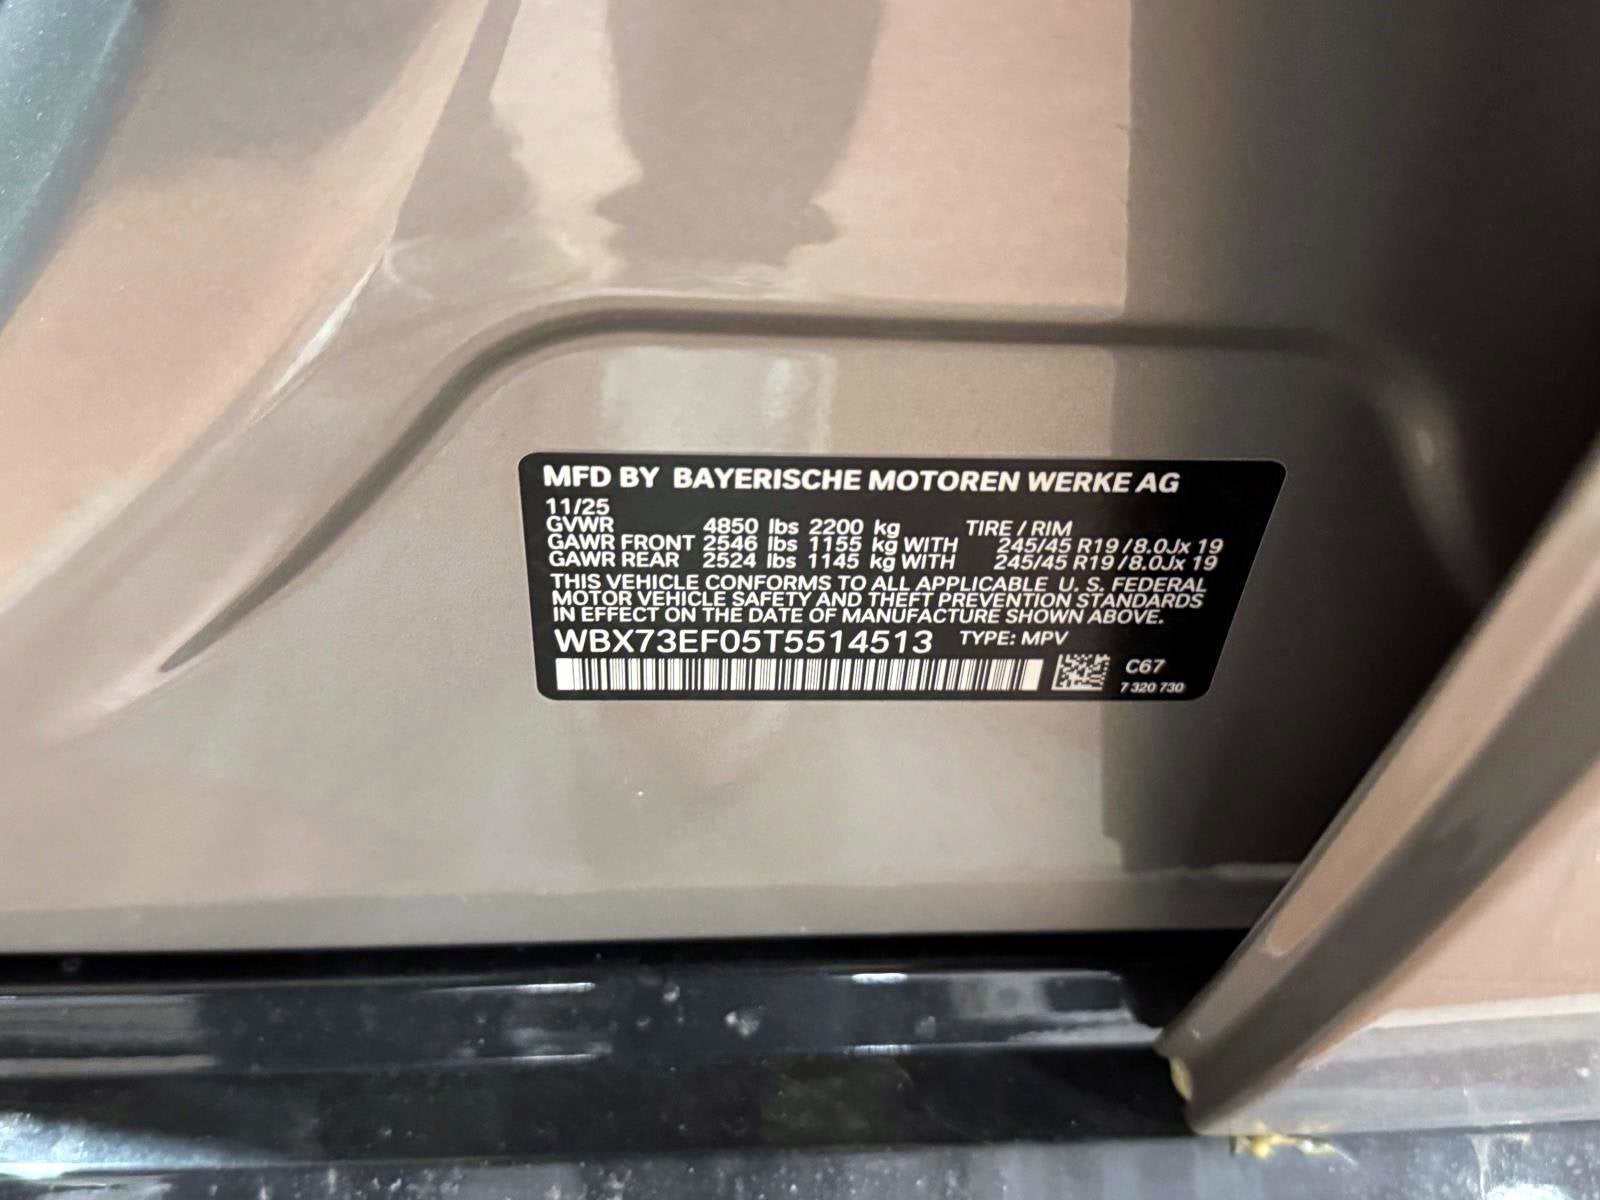 MFD BY BAYERISCHE MOTOREN WERKE AG
11/25
GVWR 4850 lbs 2200 kg TIRE / RIM
GAWR FRONT 2546 lbs 1155 kg WITH 245/45 R19 / 8.0Jx 19
GAWR REAR 2524 lbs 1145 kg WITH 245/45 R19 / 8.0Jx 19
THIS VEHICLE CONFORMS TO ALL APPLICABLE U. S. FEDERAL
MOTOR VEHICLE SAFETY AND THEFT PREVENTION STANDARDS
IN EFFECT ON THE DATE OF MANUFACTURE SHOWN ABOVE.
WBX73EF05T5514513 TYPE: MPV
C67
7 320 730